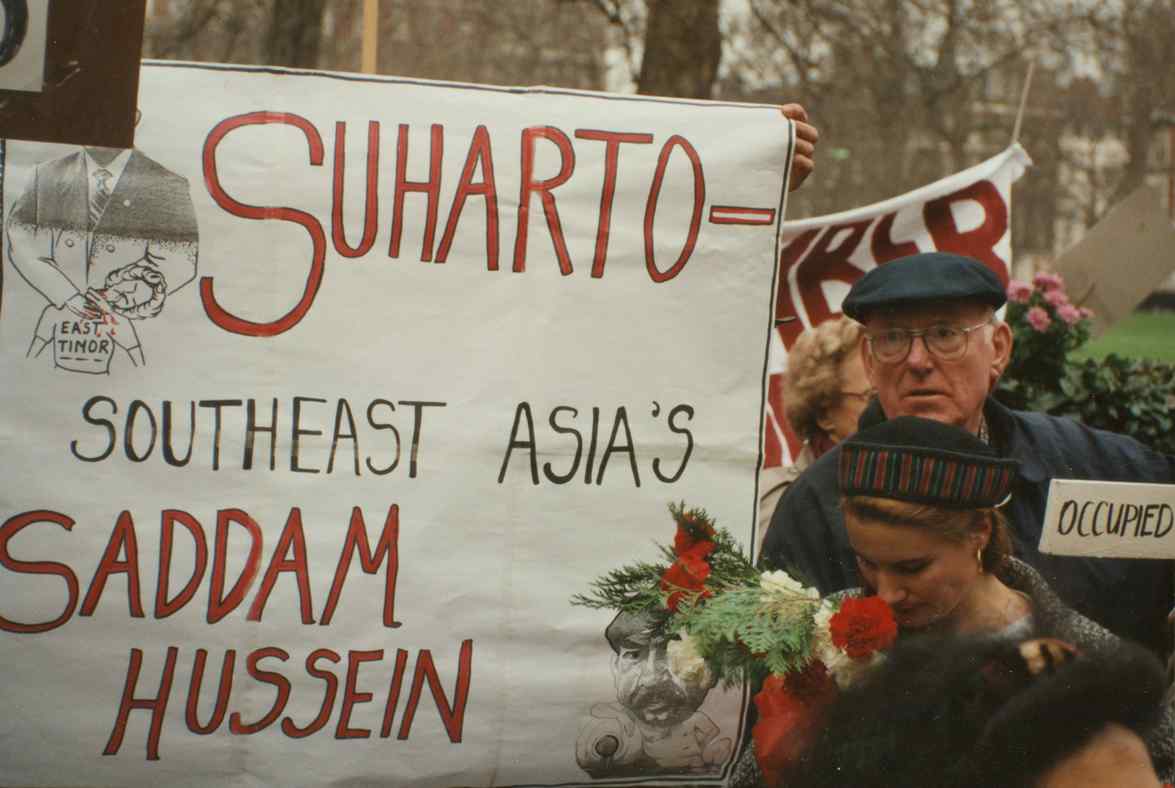 SUHARTO–
EAST
TIMOR
SOUTHEAST ASIA'S
SADDAM
HUSSEIN
OCCUPIED